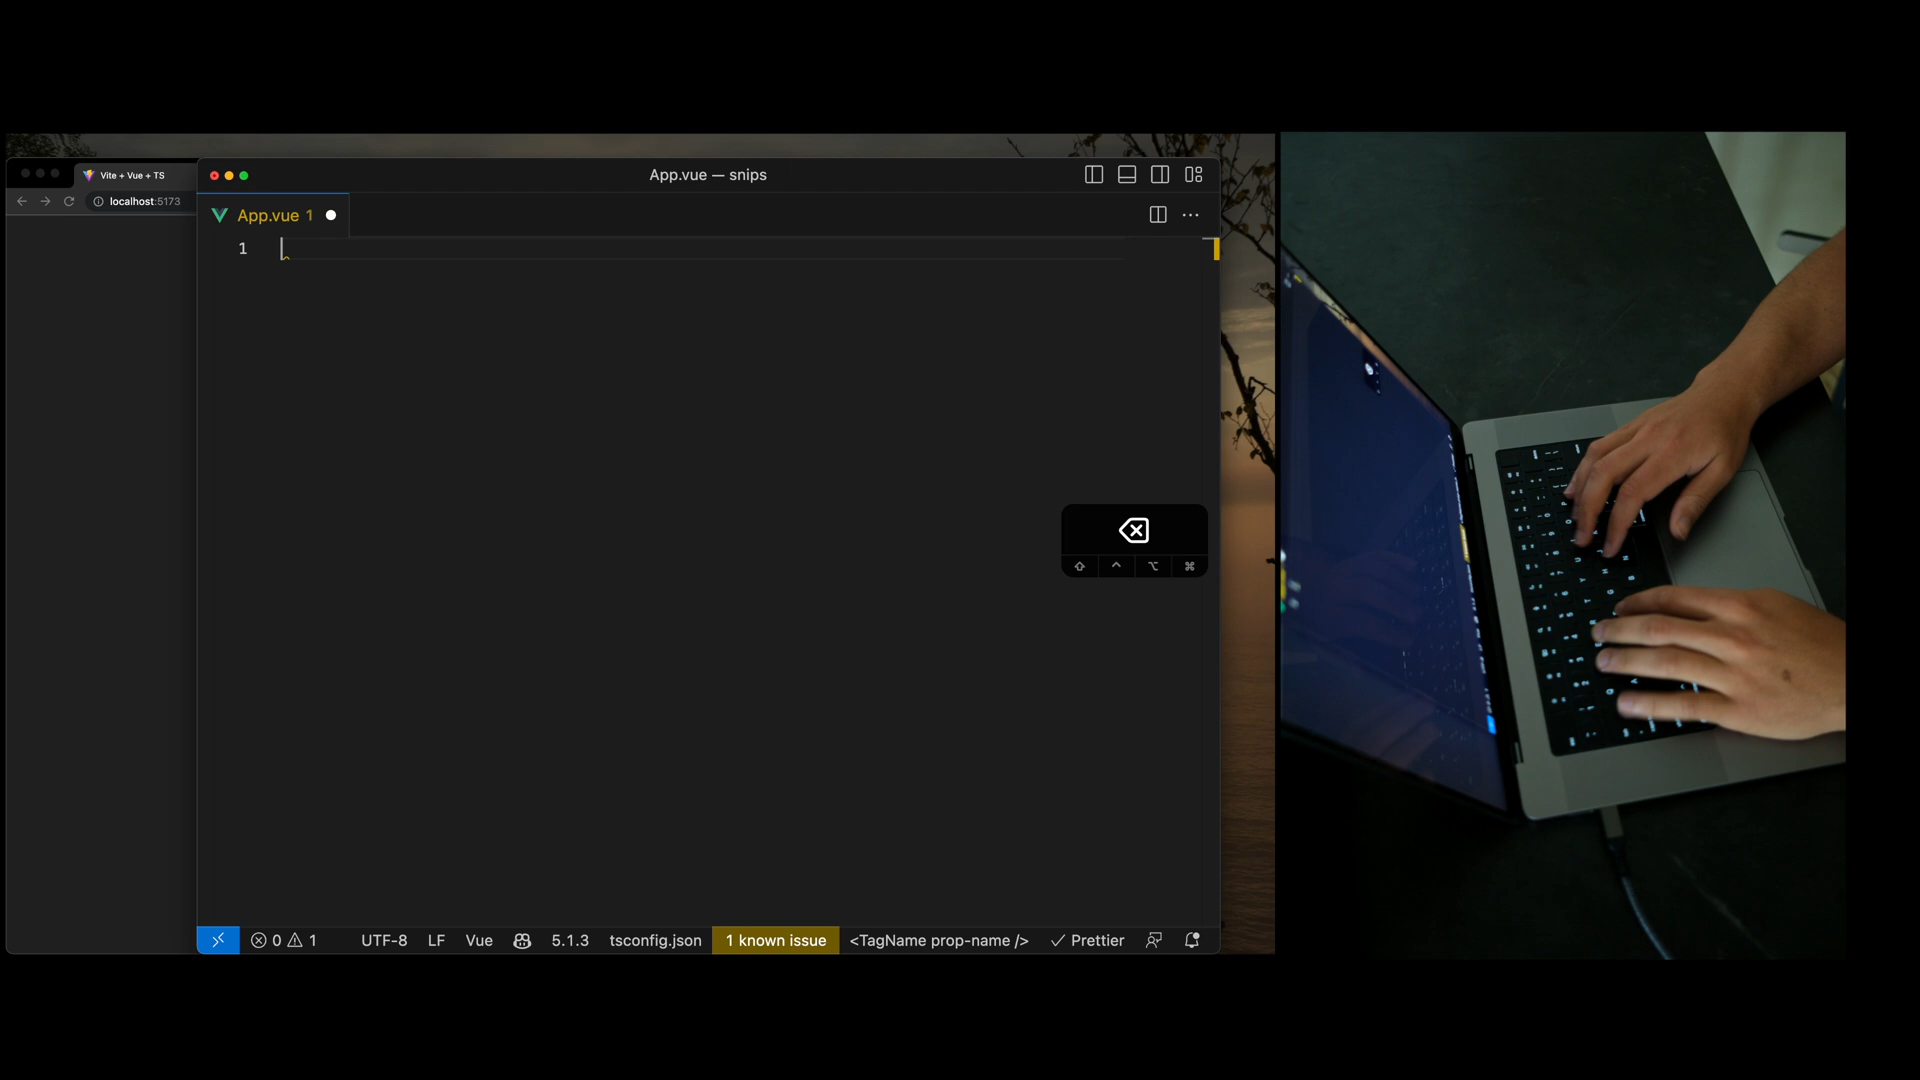 Vite + Vue + TS
localhost:5173
App.vue — snips
App.vue 1
1
0 1 UTF-8 LF Vue 5.1.3 tsconfig.json 1 known issue <TagName prop-name /> Prettier